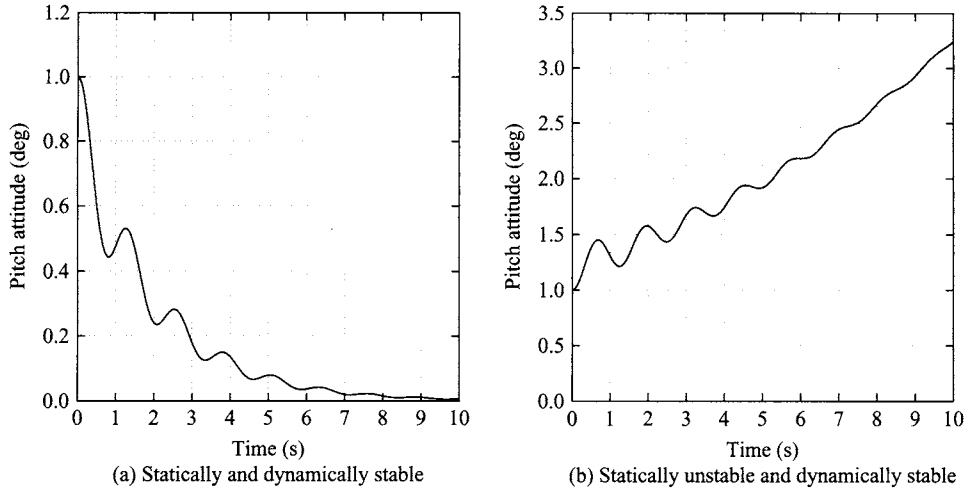 1.2
1.0
0.8
0.6
0.4
0.2
0.0
Pitch attitude (deg)
0 1 2 3 4 5 6 7 8 9 10
Time (s)
(a) Statically and dynamically stable
3.5
3.0
2.5
2.0
1.5
1.0
0.5
0.0
Pitch attitude (deg)
0 1 2 3 4 5 6 7 8 9 10
Time (s)
(b) Statically unstable and dynamically stable